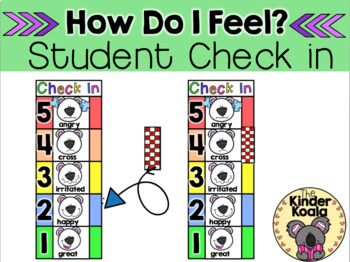 How Do I Feel?
Student Check in
Check In
5
angry
4
cross
3
irritated
2
happy
1
great
Check In
5
angry
4
cross
3
irritated
2
happy
1
great
The
Kinder
Koala